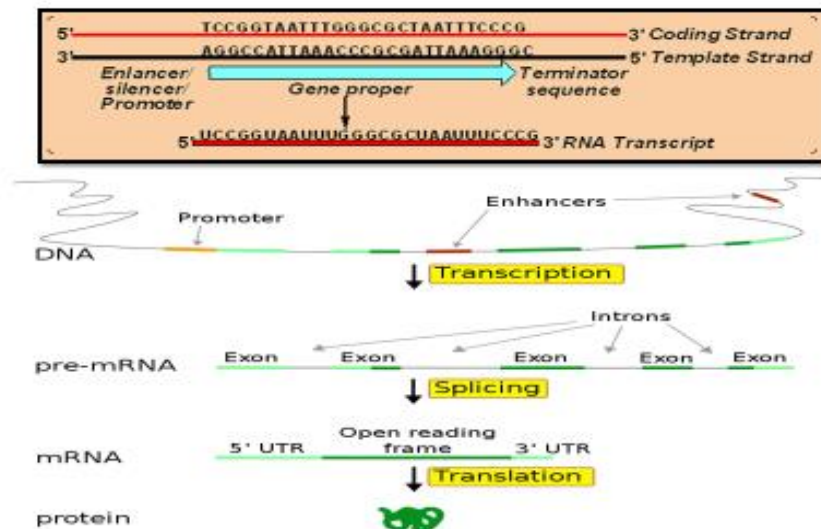 TCCGGTAATTTGGGCGCTAATTTCCCG
5' 3' Coding Strand
AGGCCATTAAACCCGCGATTAAAGGGC
3' 5' Template Strand
Enlancer/ silencer/ Promoter
Gene proper
Terminator sequence
UCCGGUAAUUUGGGCGCUAAUUUCCCG
5' 3' RNA Transcript
Enhancers
Promoter
DNA
Transcription
Introns
Exon Exon Exon Exon Exon
pre-mRNA
Splicing
Open reading frame
5' UTR 3' UTR
mRNA
Translation
protein